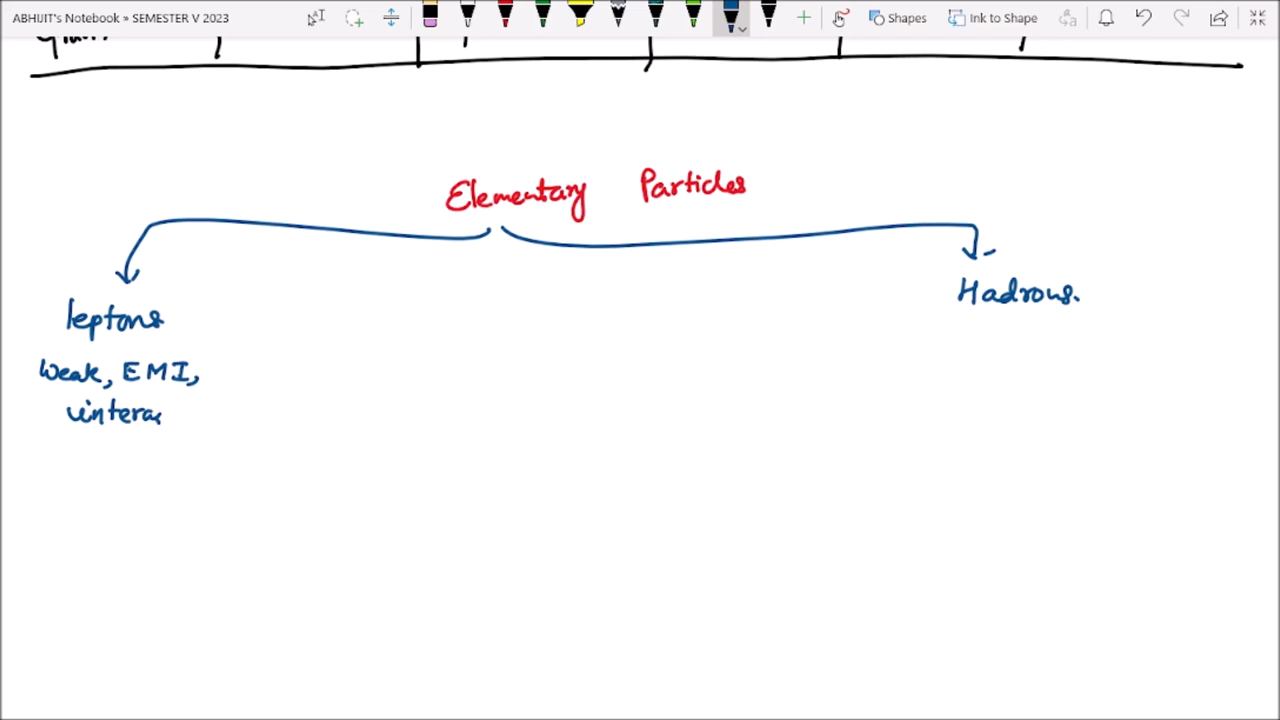 ABHIJIT's Notebook » SEMESTER V 2023
Shapes
Ink to Shape
Elementary Particles
leptons
Hadrons.
Weak, EMI,
interac